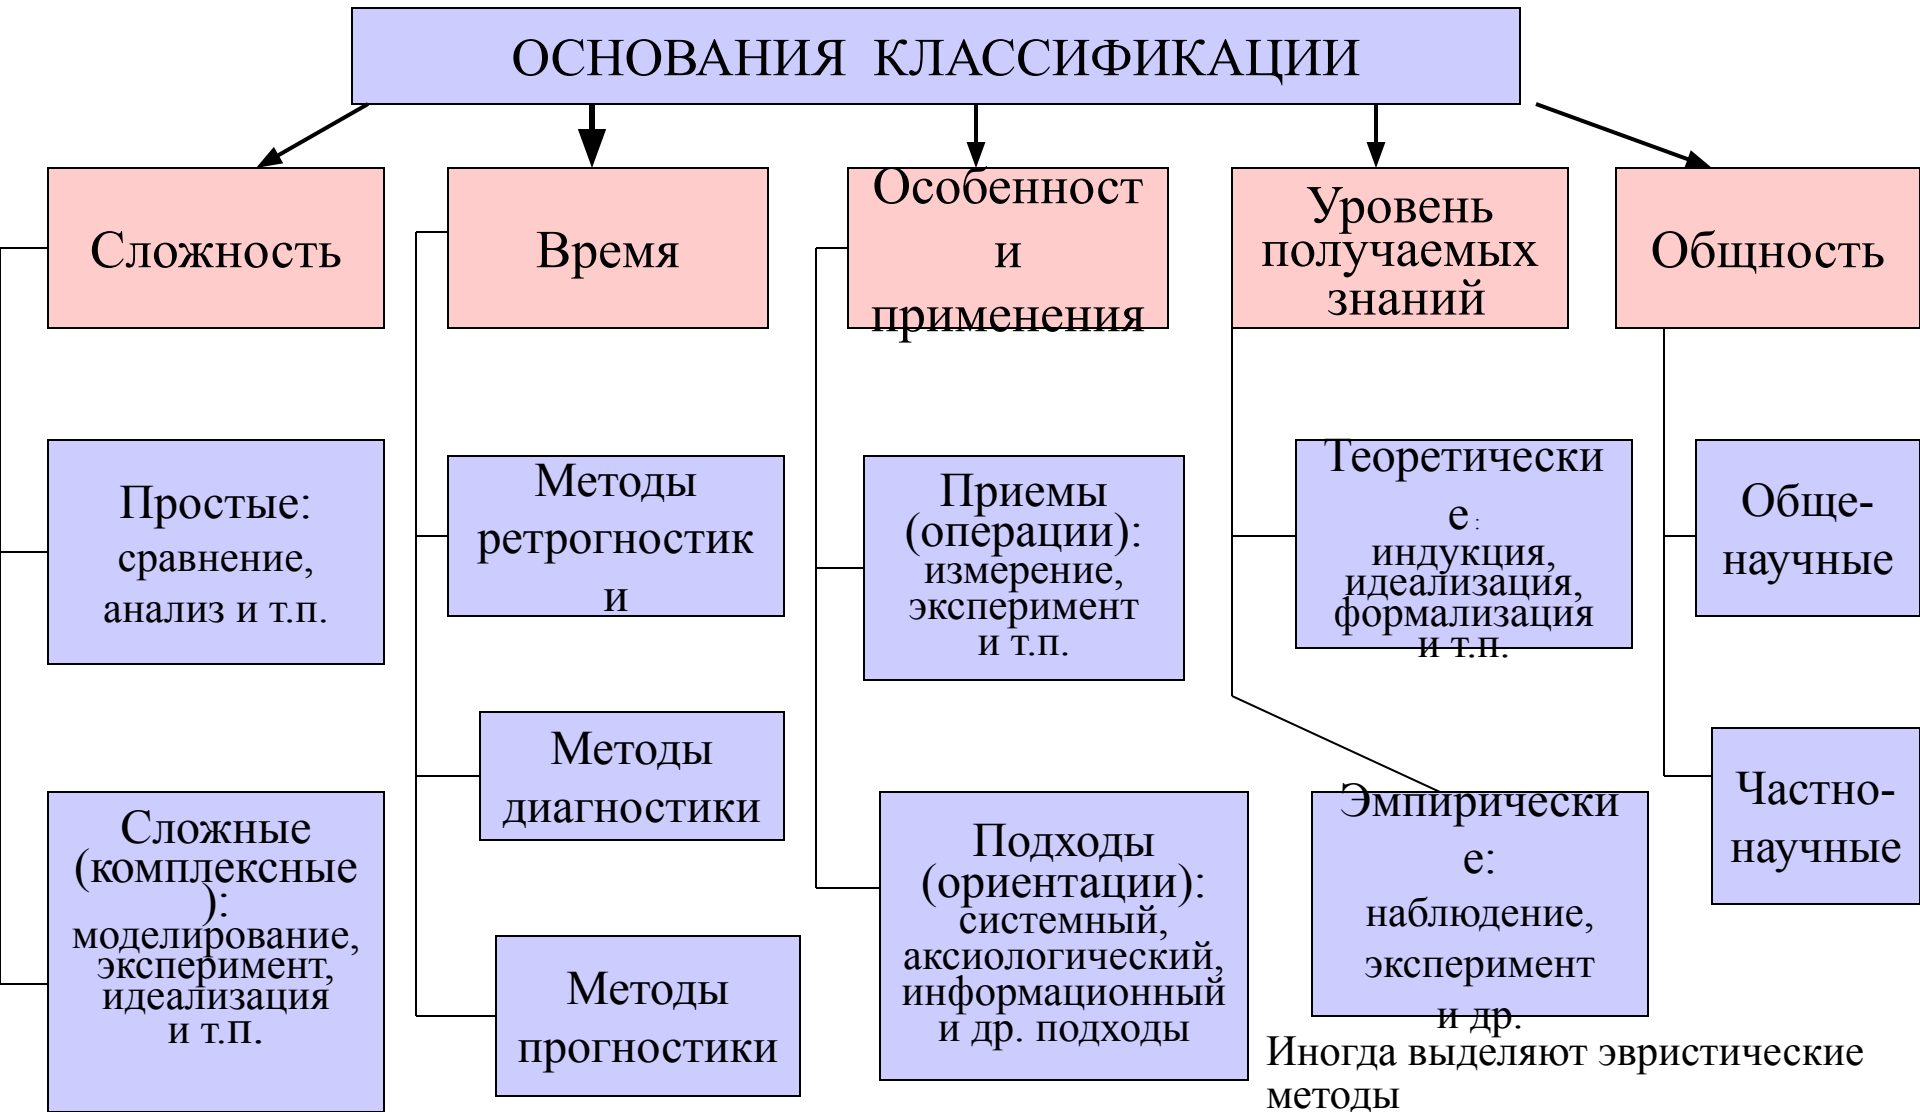 ОСНОВАНИЯ КЛАССИФИКАЦИИ
Сложность
Время
Особенност
и
применения
Уровень
получаемых
знаний
Общность
Простые:
сравнение,
анализ и т.п.
Сложные
(комплексные
):
моделирование,
эксперимент,
идеализация
и т.п.
Методы
ретрогностик
и
Методы
диагностики
Методы
прогностики
Приемы
(операции):
измерение,
эксперимент
и т.п.
Подходы
(ориентации):
системный,
аксиологический,
информационный
и др. подходы
Теоретически
е :
индукция,
идеализация,
формализация
и т.п.
Эмпирически
е:
наблюдение,
эксперимент
и др.
Обще-
научные
Частно-
научные
Иногда выделяют эвристические
методы